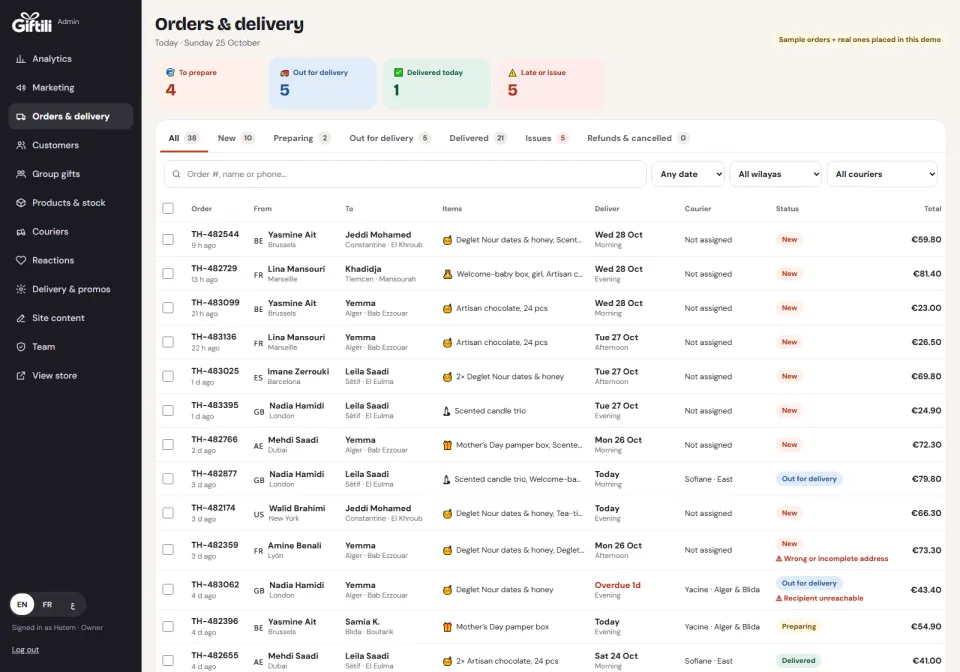 Giftili Admin
Analytics
Marketing
Orders & delivery
Customers
Group gifts
Products & stock
Couriers
Reactions
Delivery & promos
Site content
Team
View store
EN FR ع
Signed in as Hatem · Owner
Log out
Orders & delivery
Today · Sunday 25 October
Sample orders + real ones placed in this demo
To prepare
4
Out for delivery
5
Delivered today
1
Late or issue
5
All 38 New 10 Preparing 2 Out for delivery 5 Delivered 21 Issues 5 Refunds & cancelled 0
Order #, name or phone… Any date All wilayas All couriers
Order From To Items Deliver Courier Status Total
TH-482544 BE Yasmine Ait Jeddi Mohamed Deglet Nour dates & honey, Scent… Wed 28 Oct Not assigned New €59.80
9 h ago Brussels Constantine · El Khroub Morning
TH-482729 FR Lina Mansouri Khadidja Welcome-baby box, girl, Artisan c… Wed 28 Oct Not assigned New €81.40
13 h ago Marseille Tlemcen · Mansourah Evening
TH-483099 BE Yasmine Ait Yemma Artisan chocolate, 24 pcs Wed 28 Oct Not assigned New €23.00
21 h ago Brussels Alger · Bab Ezzouar Morning
TH-483136 FR Lina Mansouri Yemma Artisan chocolate, 24 pcs Tue 27 Oct Not assigned New €26.50
22 h ago Marseille Alger · Bab Ezzouar Afternoon
TH-483025 ES Imane Zerrouki Leila Saadi 2× Deglet Nour dates & honey Tue 27 Oct Not assigned New €69.80
1 d ago Barcelona Sétif · El Eulma Afternoon
TH-483395 GB Nadia Hamidi Leila Saadi Scented candle trio Tue 27 Oct Not assigned New €24.90
1 d ago London Sétif · El Eulma Evening
TH-482766 AE Mehdi Saadi Yemma Mother's Day pamper box, Scente… Mon 26 Oct Not assigned New €72.30
2 d ago Dubai Alger · Bab Ezzouar Morning
TH-482877 GB Nadia Hamidi Leila Saadi Scented candle trio, Welcome-ba… Today Sofiane · East Out for delivery €79.80
3 d ago London Sétif · El Eulma Morning
TH-482174 US Walid Brahimi Jeddi Mohamed Deglet Nour dates & honey, Tea-ti… Today Not assigned New €66.30
3 d ago New York Constantine · El Khroub Evening
TH-482359 FR Amine Benali Yemma Deglet Nour dates & honey, Deglet… Mon 26 Oct Not assigned New €73.30
3 d ago Lyon Alger · Bab Ezzouar Afternoon Wrong or incomplete address
TH-483062 GB Nadia Hamidi Yemma Deglet Nour dates & honey Overdue 1d Yacine · Alger & Blida Out for delivery €43.40
4 d ago London Alger · Bab Ezzouar Evening Recipient unreachable
TH-482396 BE Yasmine Ait Samia K. Mother's Day pamper box Today Yacine · Alger & Blida Preparing €54.90
4 d ago Brussels Blida · Boufarik Evening
TH-482655 AE Mehdi Saadi Leila Saadi 2× Artisan chocolate, 24 pcs Sat 24 Oct Sofiane · East Delivered €41.00
4 d ago Dubai Sétif · El Eulma Morning